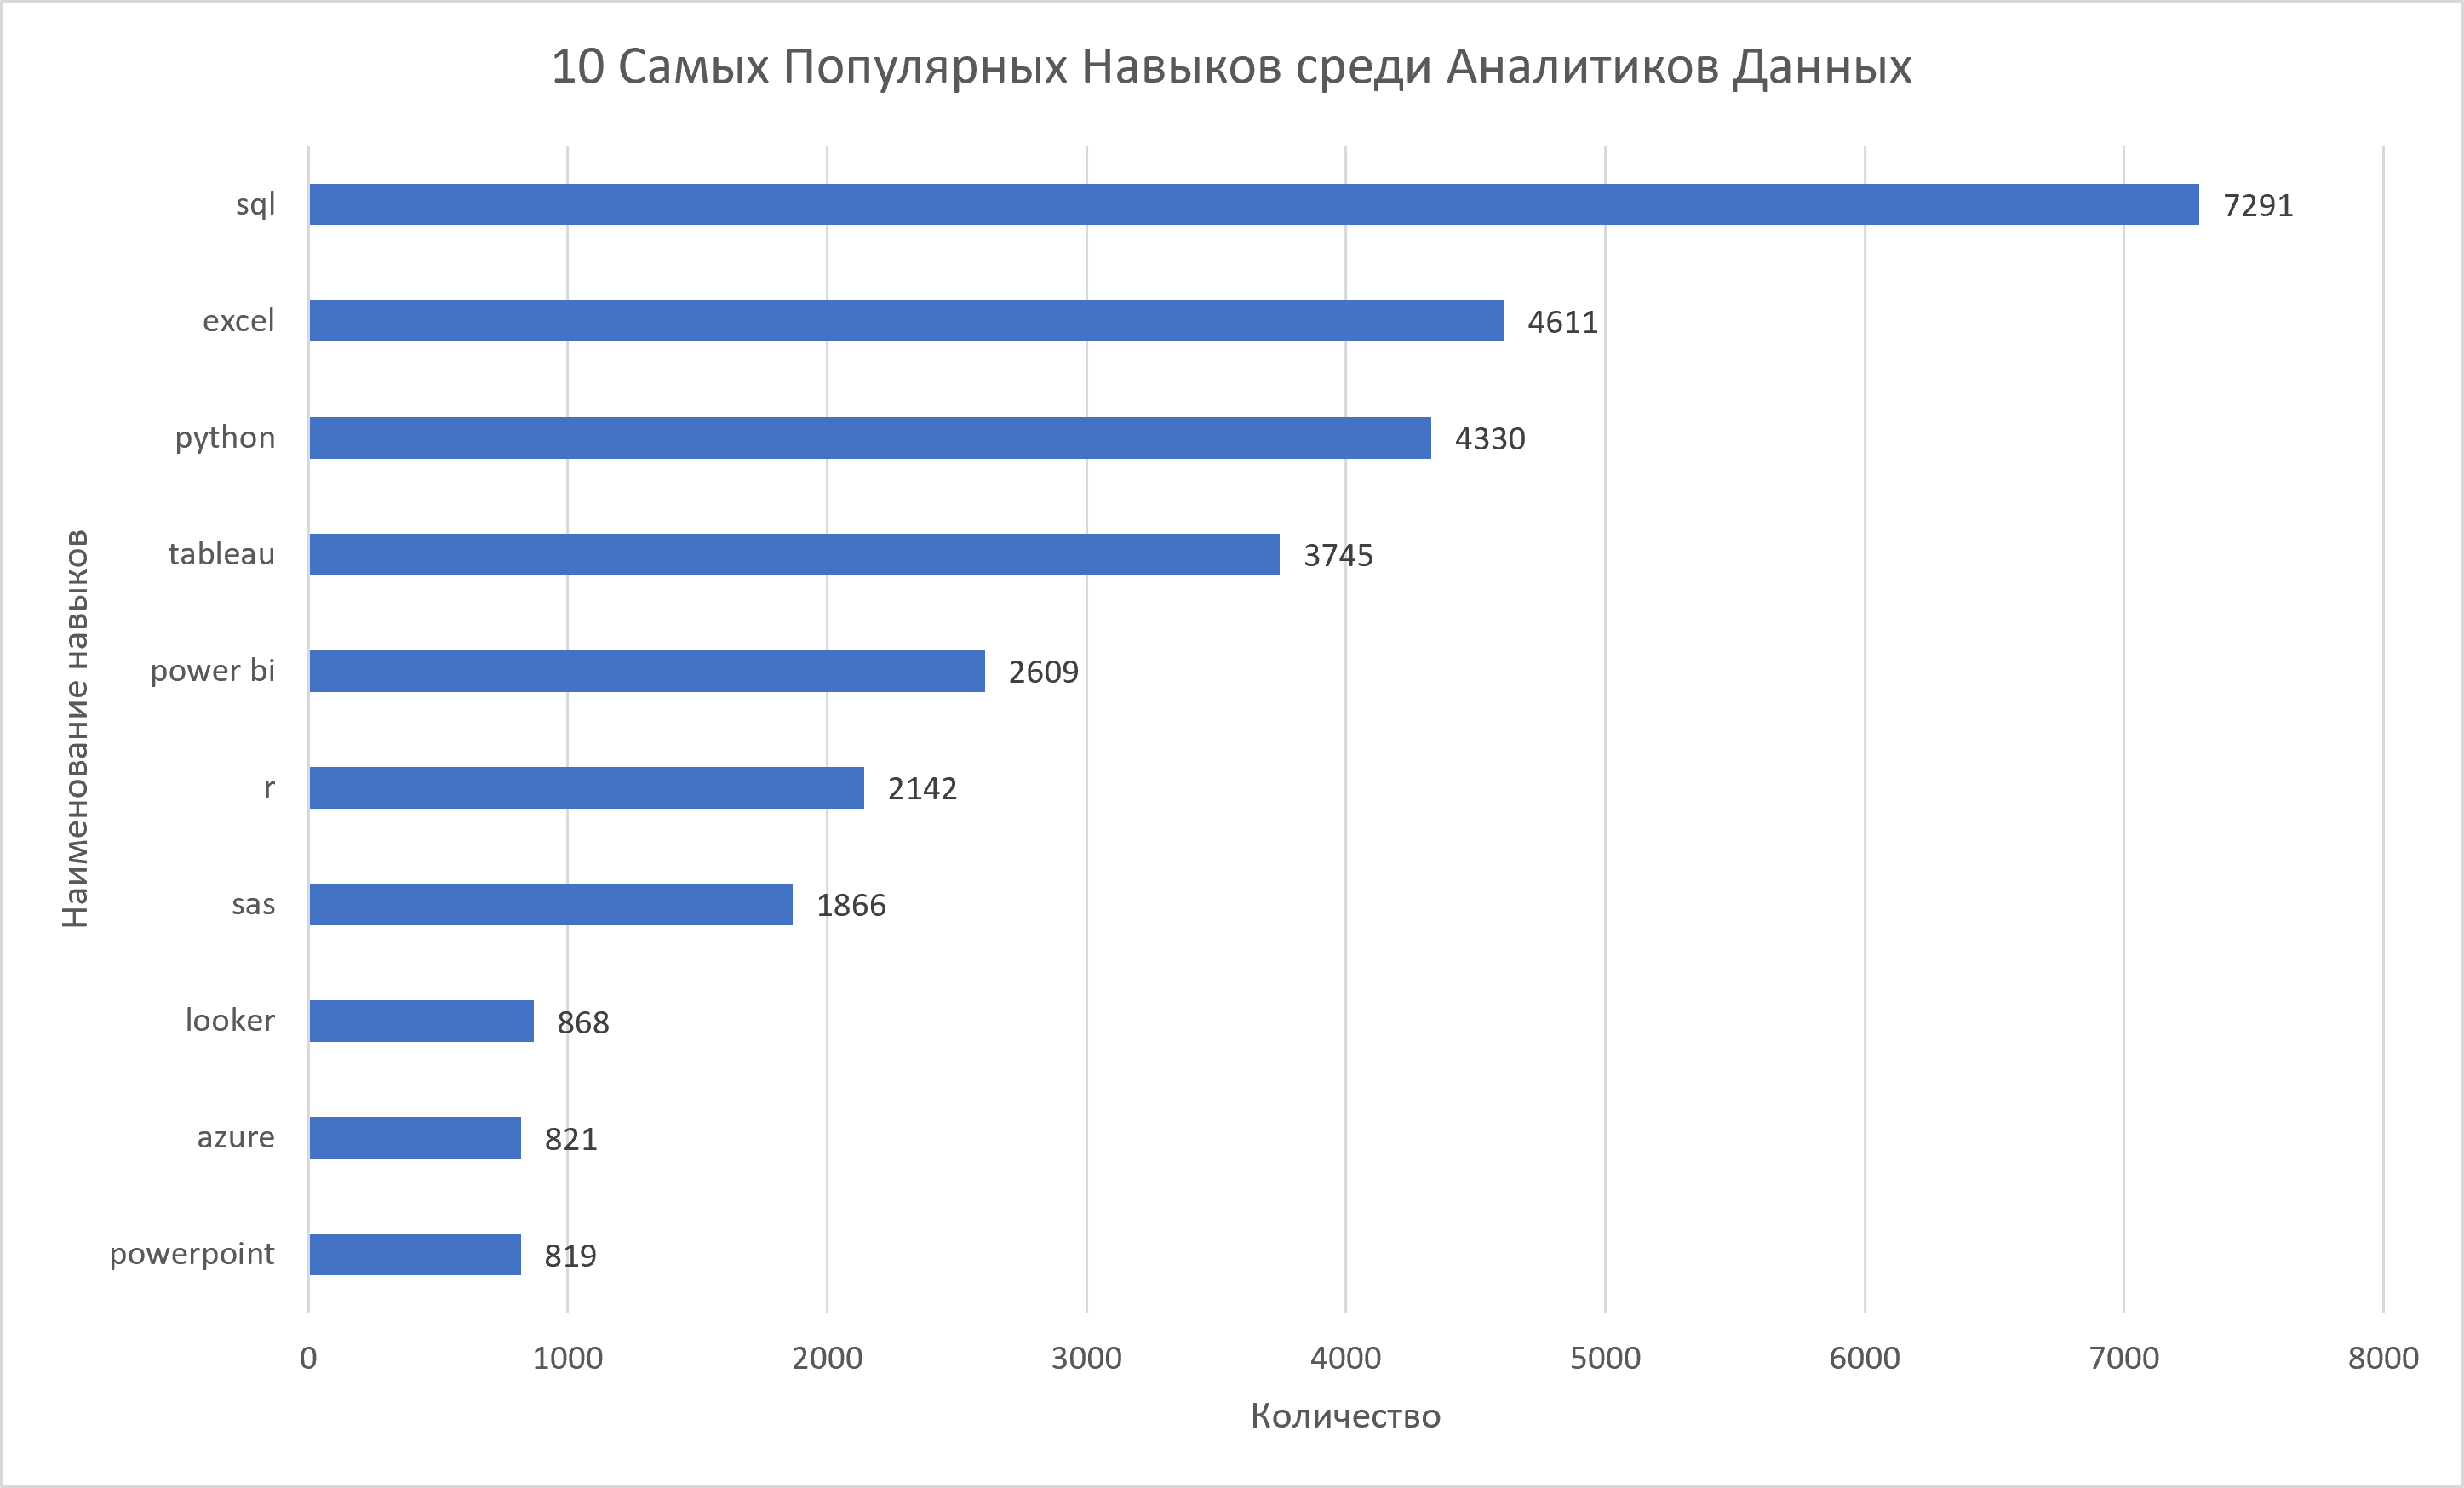 10 Самых Популярных Навыков среди Аналитиков Данных
Наименование навыков
sql 7291
excel 4611
python 4330
tableau 3745
power bi 2609
r 2142
sas 1866
looker 868
azure 821
powerpoint 819
0 1000 2000 3000 4000 5000 6000 7000 8000
Количество